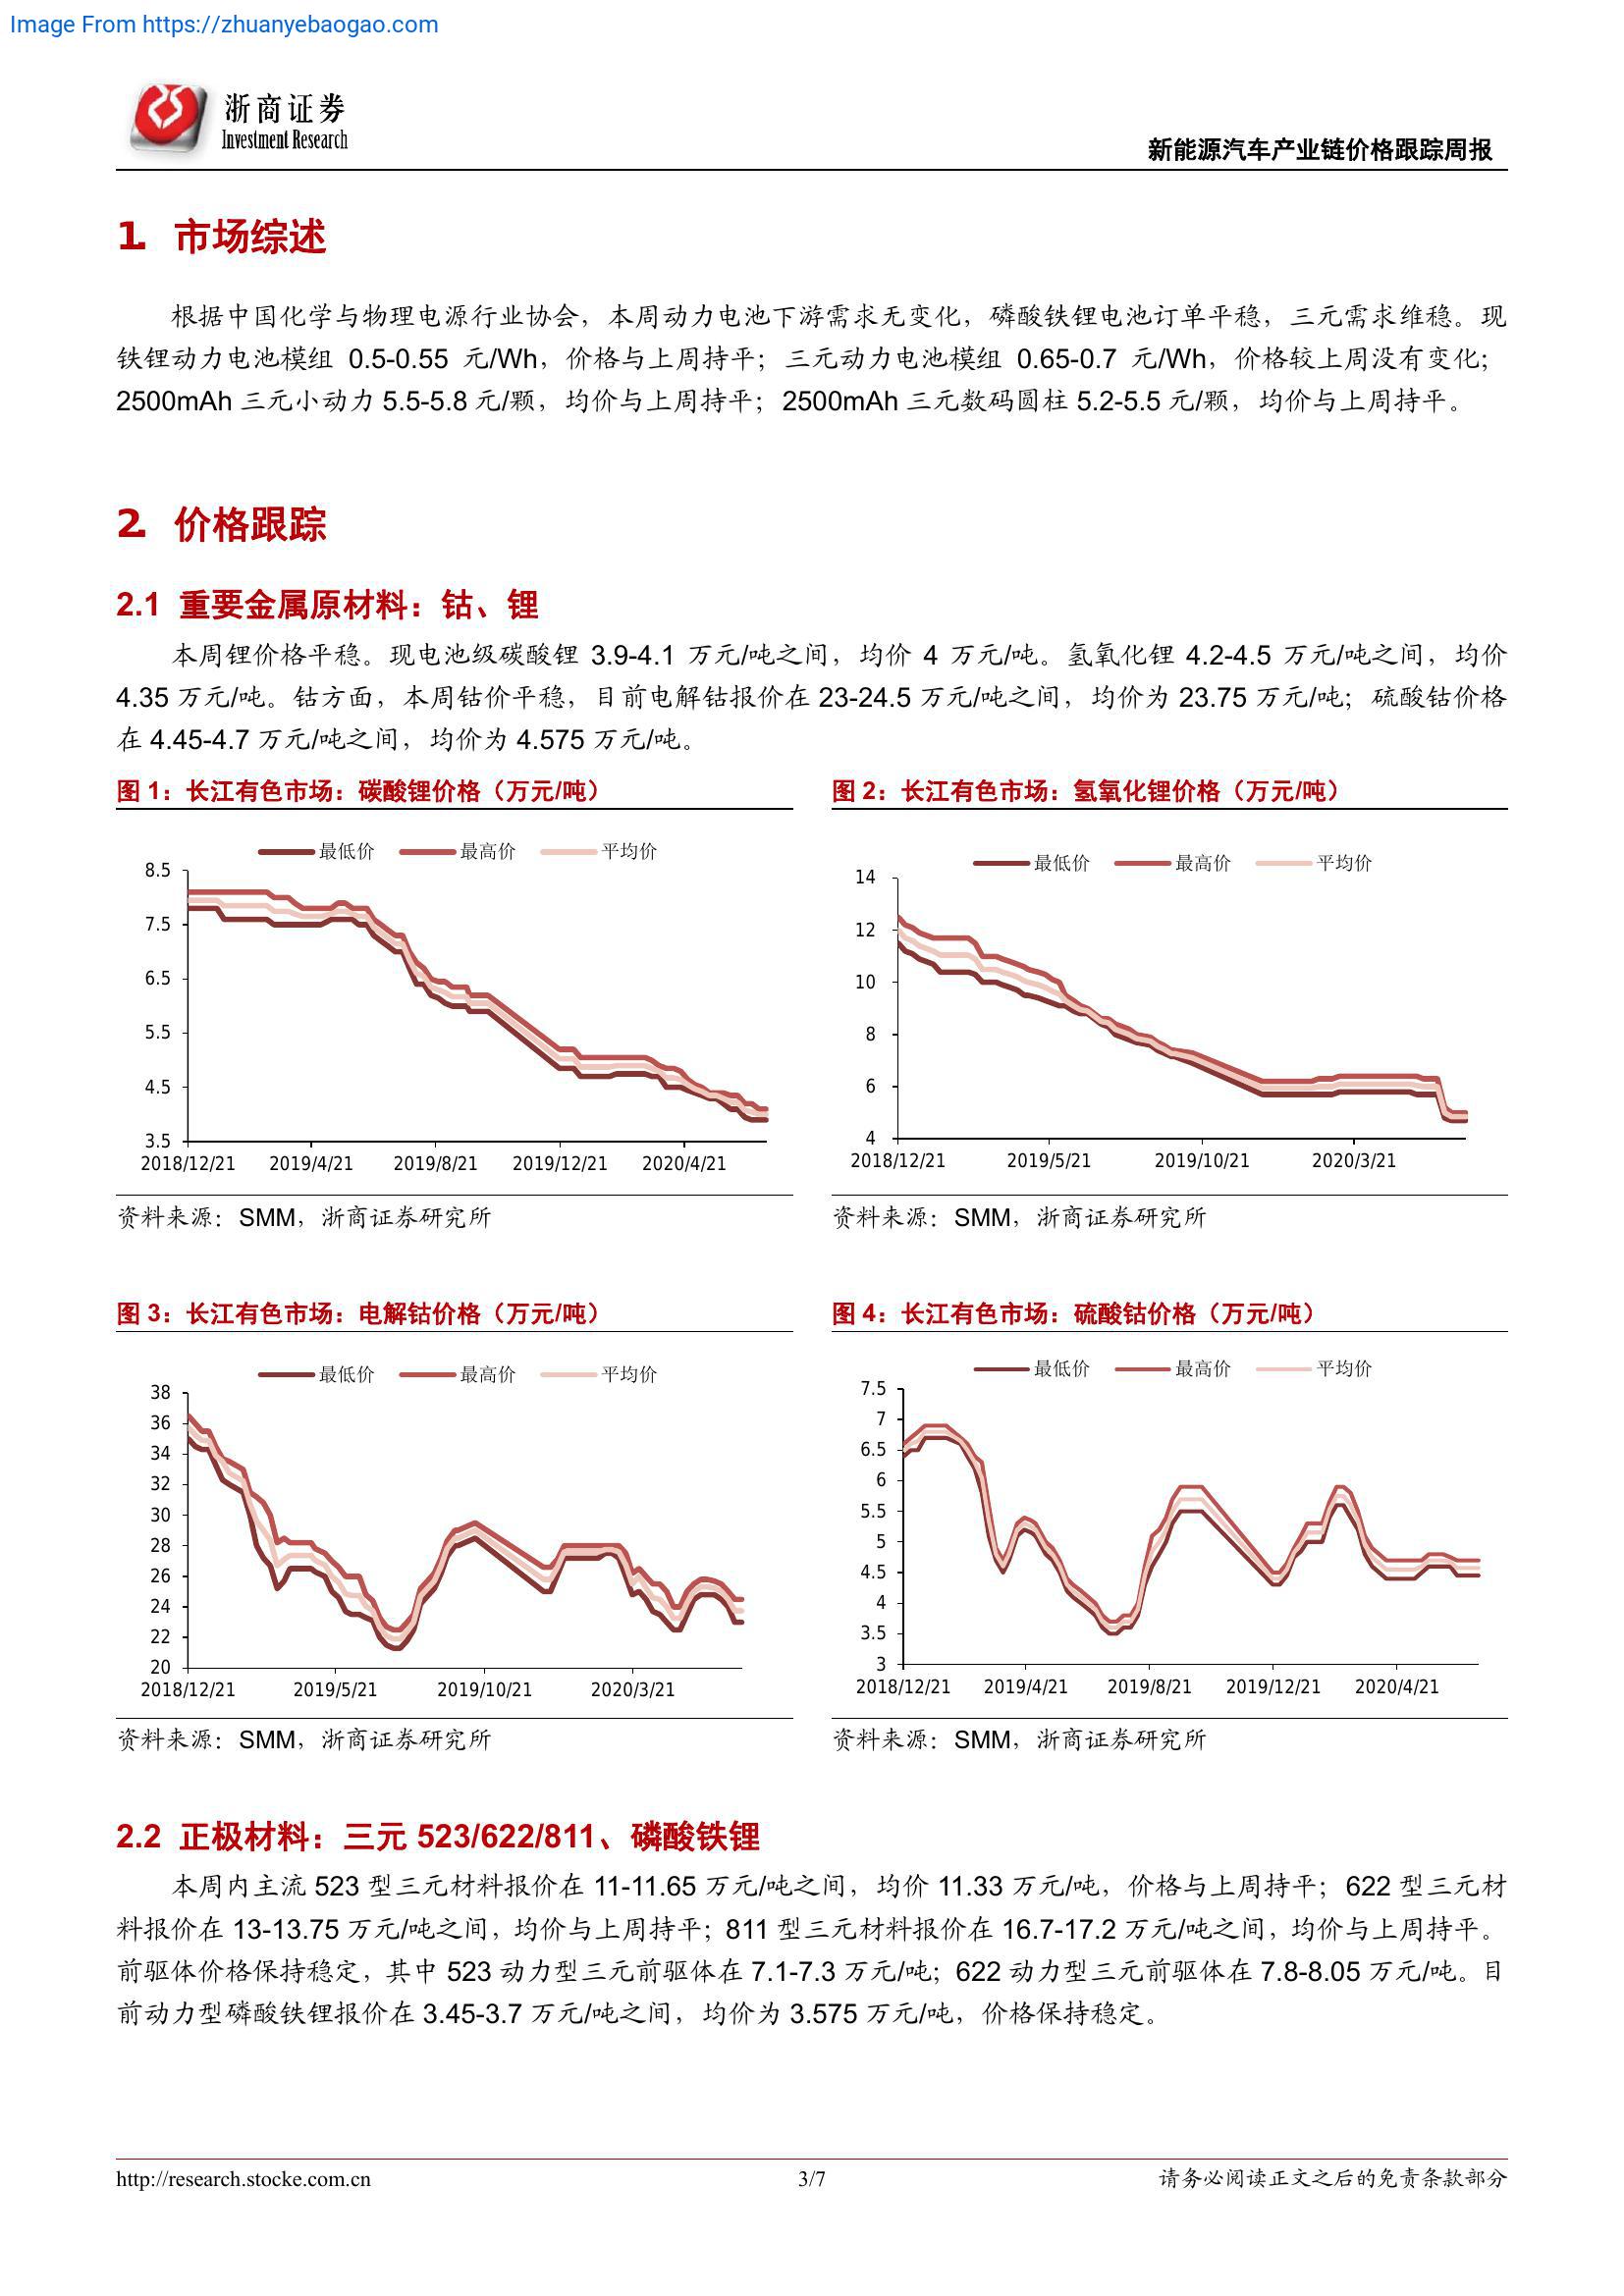 Image From https://zhuanyebaogao.com
浙商证券
Investment Research
新能源汽车产业链价格跟踪周报
1. 市场综述
根据中国化学与物理电源行业协会，本周动力电池下游需求无变化，磷酸铁锂电池订单平稳，三元需求维稳。现
铁锂动力电池模组 0.5-0.55 元/Wh，价格与上周持平；三元动力电池模组 0.65-0.7 元/Wh，价格较上周没有变化；
2500mAh 三元小动力 5.5-5.8 元/颗，均价与上周持平；2500mAh 三元数码圆柱 5.2-5.5 元/颗，均价与上周持平。
2. 价格跟踪
2.1 重要金属原材料：钴、锂
本周锂价格平稳。现电池级碳酸锂 3.9-4.1 万元/吨之间，均价 4 万元/吨。氢氧化锂 4.2-4.5 万元/吨之间，均价
4.35 万元/吨。钴方面，本周钴价平稳，目前电解钴报价在 23-24.5 万元/吨之间，均价为 23.75 万元/吨；硫酸钴价格
在 4.45-4.7 万元/吨之间，均价为 4.575 万元/吨。
图 1：长江有色市场：碳酸锂价格（万元/吨）
最低价 最高价 平均价
8.5
7.5
6.5
5.5
4.5
3.5
2018/12/21 2019/4/21 2019/8/21 2019/12/21 2020/4/21
资料来源：SMM，浙商证券研究所
图 2：长江有色市场：氢氧化锂价格（万元/吨）
最低价 最高价 平均价
14
12
10
8
6
4
2018/12/21 2019/5/21 2019/10/21 2020/3/21
资料来源：SMM，浙商证券研究所
图 3：长江有色市场：电解钴价格（万元/吨）
最低价 最高价 平均价
38
36
34
32
30
28
26
24
22
20
2018/12/21 2019/5/21 2019/10/21 2020/3/21
资料来源：SMM，浙商证券研究所
图 4：长江有色市场：硫酸钴价格（万元/吨）
最低价 最高价 平均价
7.5
7
6.5
6
5.5
5
4.5
4
3.5
3
2018/12/21 2019/4/21 2019/8/21 2019/12/21 2020/4/21
资料来源：SMM，浙商证券研究所
2.2 正极材料：三元 523/622/811、磷酸铁锂
本周内主流 523 型三元材料报价在 11-11.65 万元/吨之间，均价 11.33 万元/吨，价格与上周持平；622 型三元材
料报价在 13-13.75 万元/吨之间，均价与上周持平；811 型三元材料报价在 16.7-17.2 万元/吨之间，均价与上周持平。
前驱体价格保持稳定，其中 523 动力型三元前驱体在 7.1-7.3 万元/吨；622 动力型三元前驱体在 7.8-8.05 万元/吨。目
前动力型磷酸铁锂报价在 3.45-3.7 万元/吨之间，均价为 3.575 万元/吨，价格保持稳定。
http://research.stocke.com.cn 3/7 请务必阅读正文之后的免责条款部分